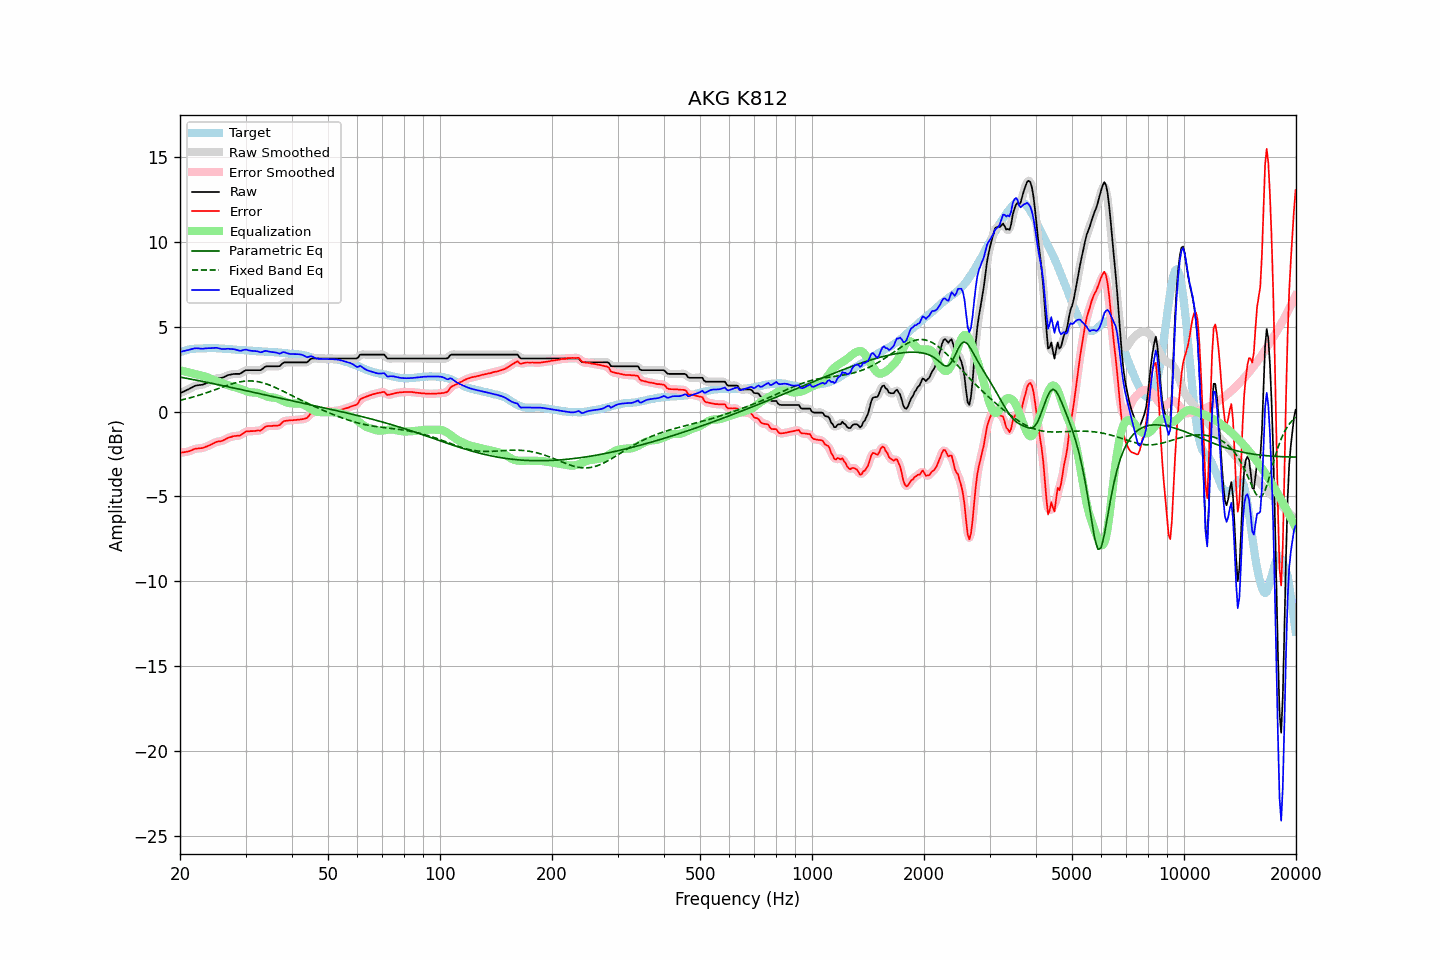 AKG K812
Target
Raw Smoothed
Error Smoothed
Raw
Error
Equalization
Parametric Eq
Fixed Band Eq
Equalized
15
10
5
0
−5
−10
−15
−20
−25
Amplitude (dBr)
20 50 100 200 500 1000 2000 5000 10000 20000
Frequency (Hz)